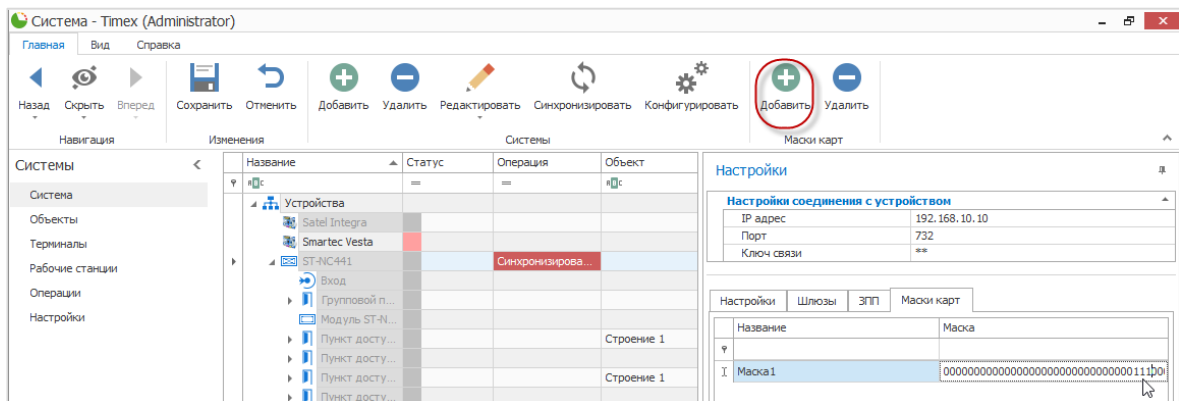 Система - Timex (Administrator)
Главная Вид Справка
Назад Скрыть Вперед Сохранить Отменить Добавить Удалить Редактировать Синхронизировать Конфигурировать Добавить Удалить
Навигация Изменения Системы Маски карт
Системы
Система
Объекты
Терминалы
Рабочие станции
Операции
Настройки
Название Статус Операция Объект
Устройства
Satel Integra
Smartec Vesta
ST-NC441 Синхронизирова...
Вход
Групповой п...
Модуль ST-N...
Пункт досту... Строение 1
Пункт досту...
Пункт досту... Строение 1
Пункт досту...
Настройки
Настройки соединения с устройством
IP адрес 192.168.10.10
Порт 732
Ключ связи **
Настройки Шлюзы ЗПП Маски карт
Название Маска
Маска1